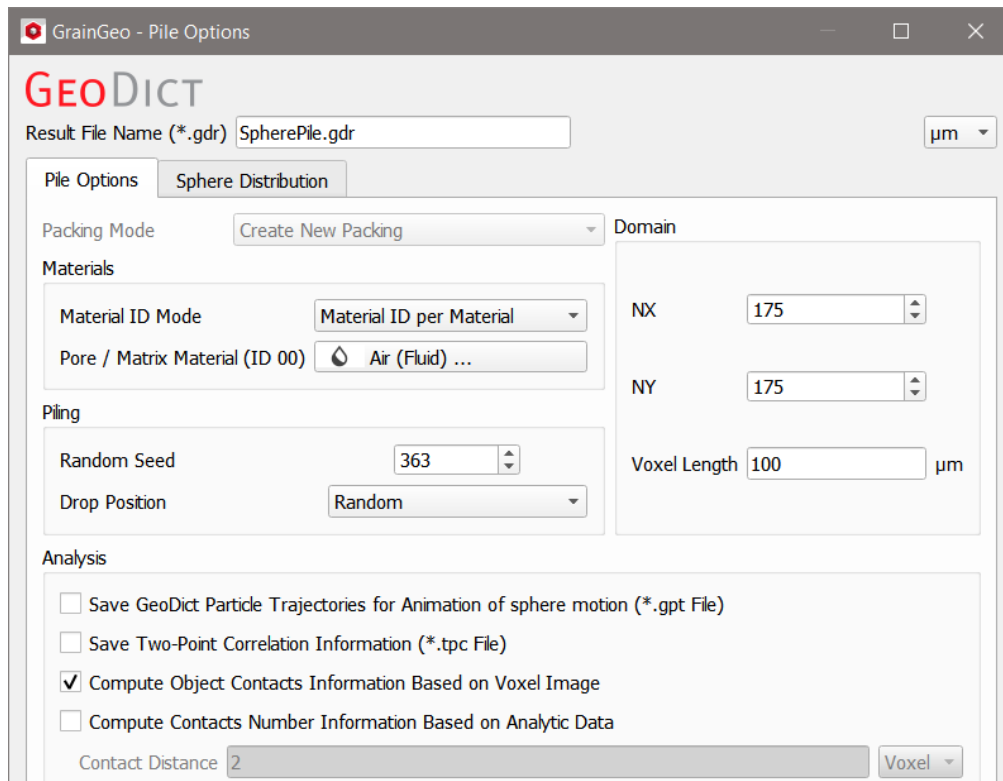 GrainGeo - Pile Options
GEODICT
Result File Name (*.gdr) SpherePile.gdr µm
Pile Options Sphere Distribution
Packing Mode Create New Packing
Domain
Materials
Material ID Mode Material ID per Material
NX 175
Pore / Matrix Material (ID 00) Air (Fluid) ...
NY 175
Piling
Random Seed 363
Voxel Length 100 µm
Drop Position Random
Analysis
Save GeoDict Particle Trajectories for Animation of sphere motion (*.gpt File)
Save Two-Point Correlation Information (*.tpc File)
Compute Object Contacts Information Based on Voxel Image
Compute Contacts Number Information Based on Analytic Data
Contact Distance 2 Voxel